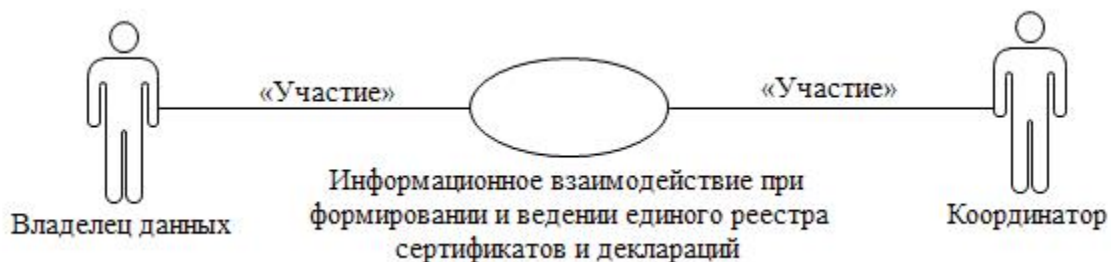 «Участие»
«Участие»
Информационное взаимодействие при
формировании и ведении единого реестра
сертификатов и деклараций
Владелец данных
Координатор